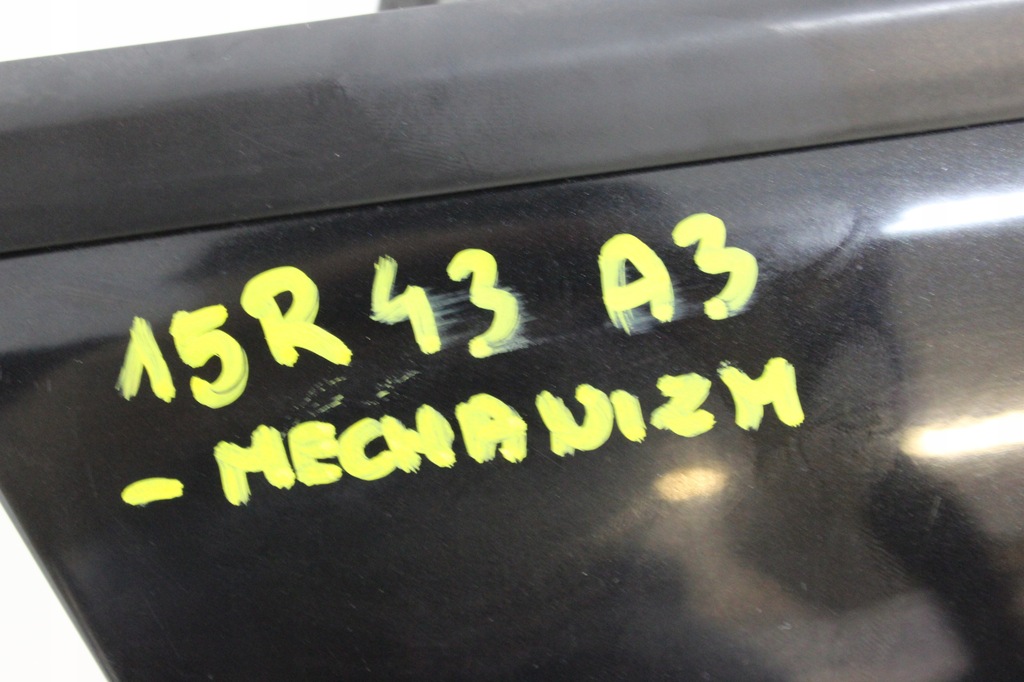 15R 43 A3
- MECHANIZM